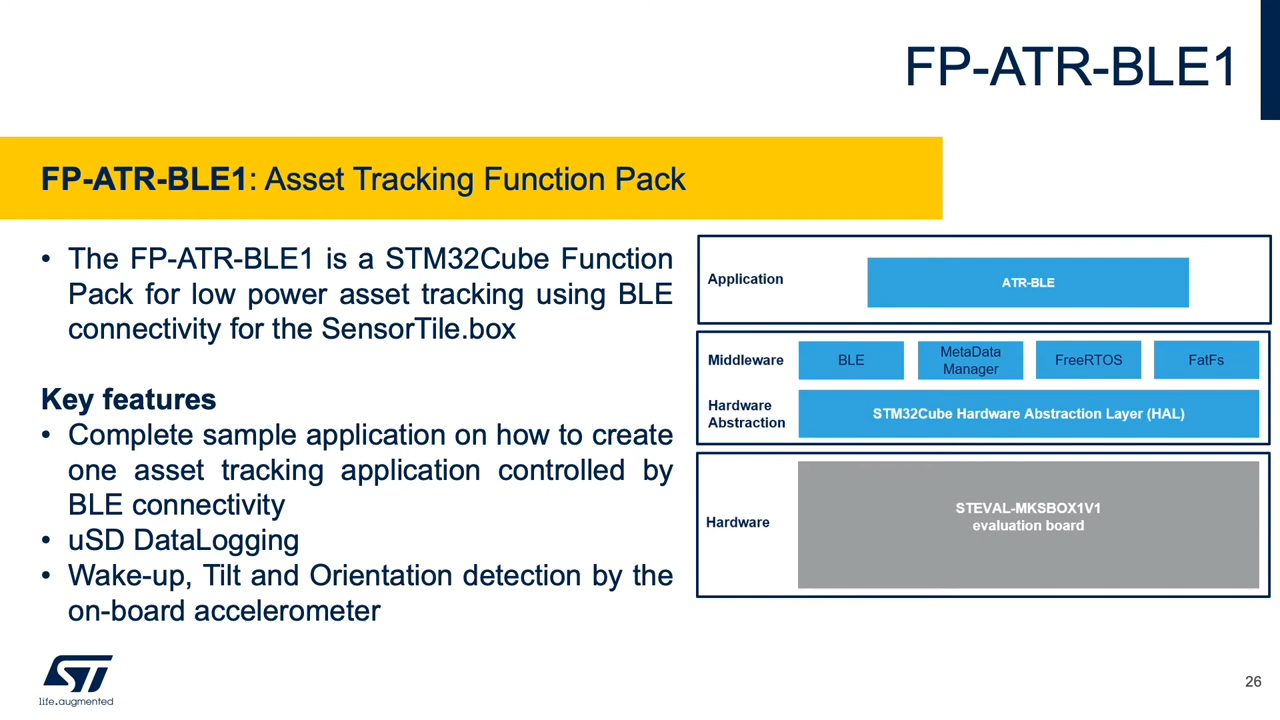 FP-ATR-BLE1
FP-ATR-BLE1: Asset Tracking Function Pack
• The FP-ATR-BLE1 is a STM32Cube Function
Pack for low power asset tracking using BLE
connectivity for the SensorTile.box
Key features
• Complete sample application on how to create
one asset tracking application controlled by
BLE connectivity
• uSD DataLogging
• Wake-up, Tilt and Orientation detection by the
on-board accelerometer
Application
ATR-BLE
Middleware
BLE
MetaData
Manager
FreeRTOS
FatFs
Hardware
Abstraction
STM32Cube Hardware Abstraction Layer (HAL)
Hardware
STEVAL-MKSBOX1V1
evaluation board
ST
life.augmented
26